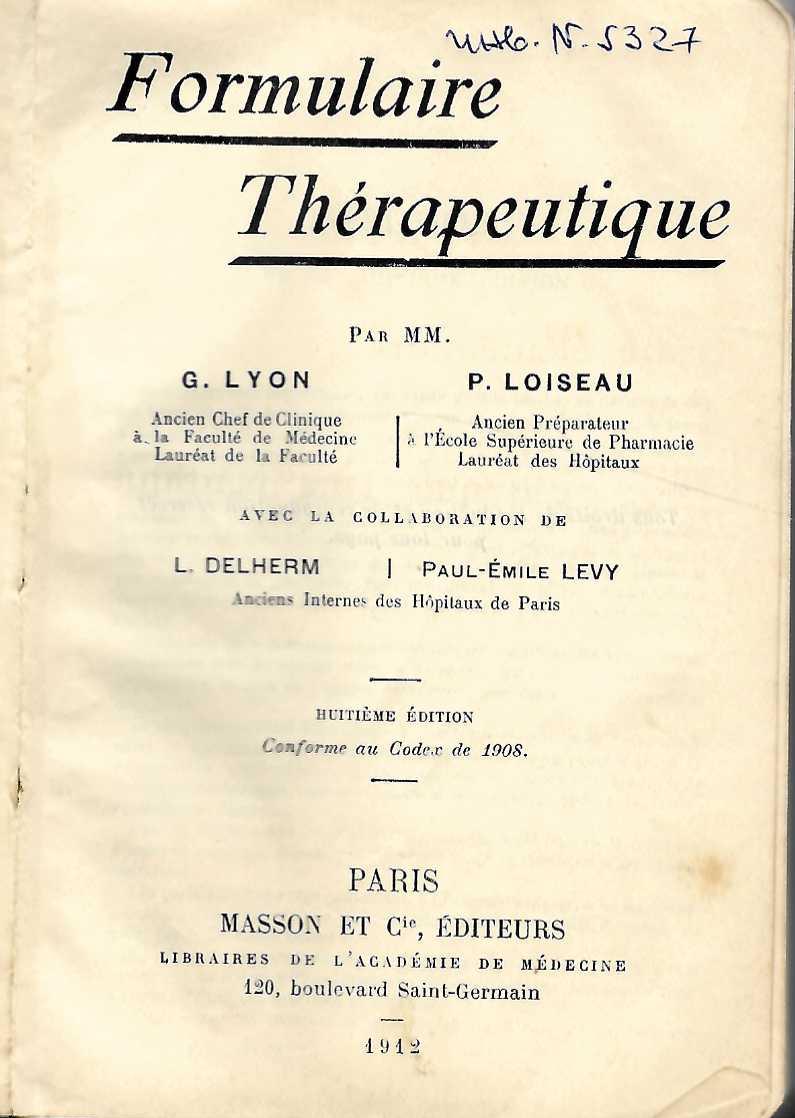 N. 5327
Formulaire
Thérapeutique
PAR MM.
G. LYON
Ancien Chef de Clinique
à la Faculté de Médecine
Lauréat de la Faculté
P. LOISEAU
Ancien Préparateur
à l'École Supérieure de Pharmacie
Lauréat des Hôpitaux
AVEC LA COLLABORATION DE
L. DELHERM | PAUL-ÉMILE LEVY
Anciens Internes des Hôpitaux de Paris
HUITIÈME ÉDITION
Conforme au Codex de 1908.
PARIS
MASSON ET Cie, ÉDITEURS
LIBRAIRES DE L'ACADÉMIE DE MÉDECINE
120, boulevard Saint-Germain
1912